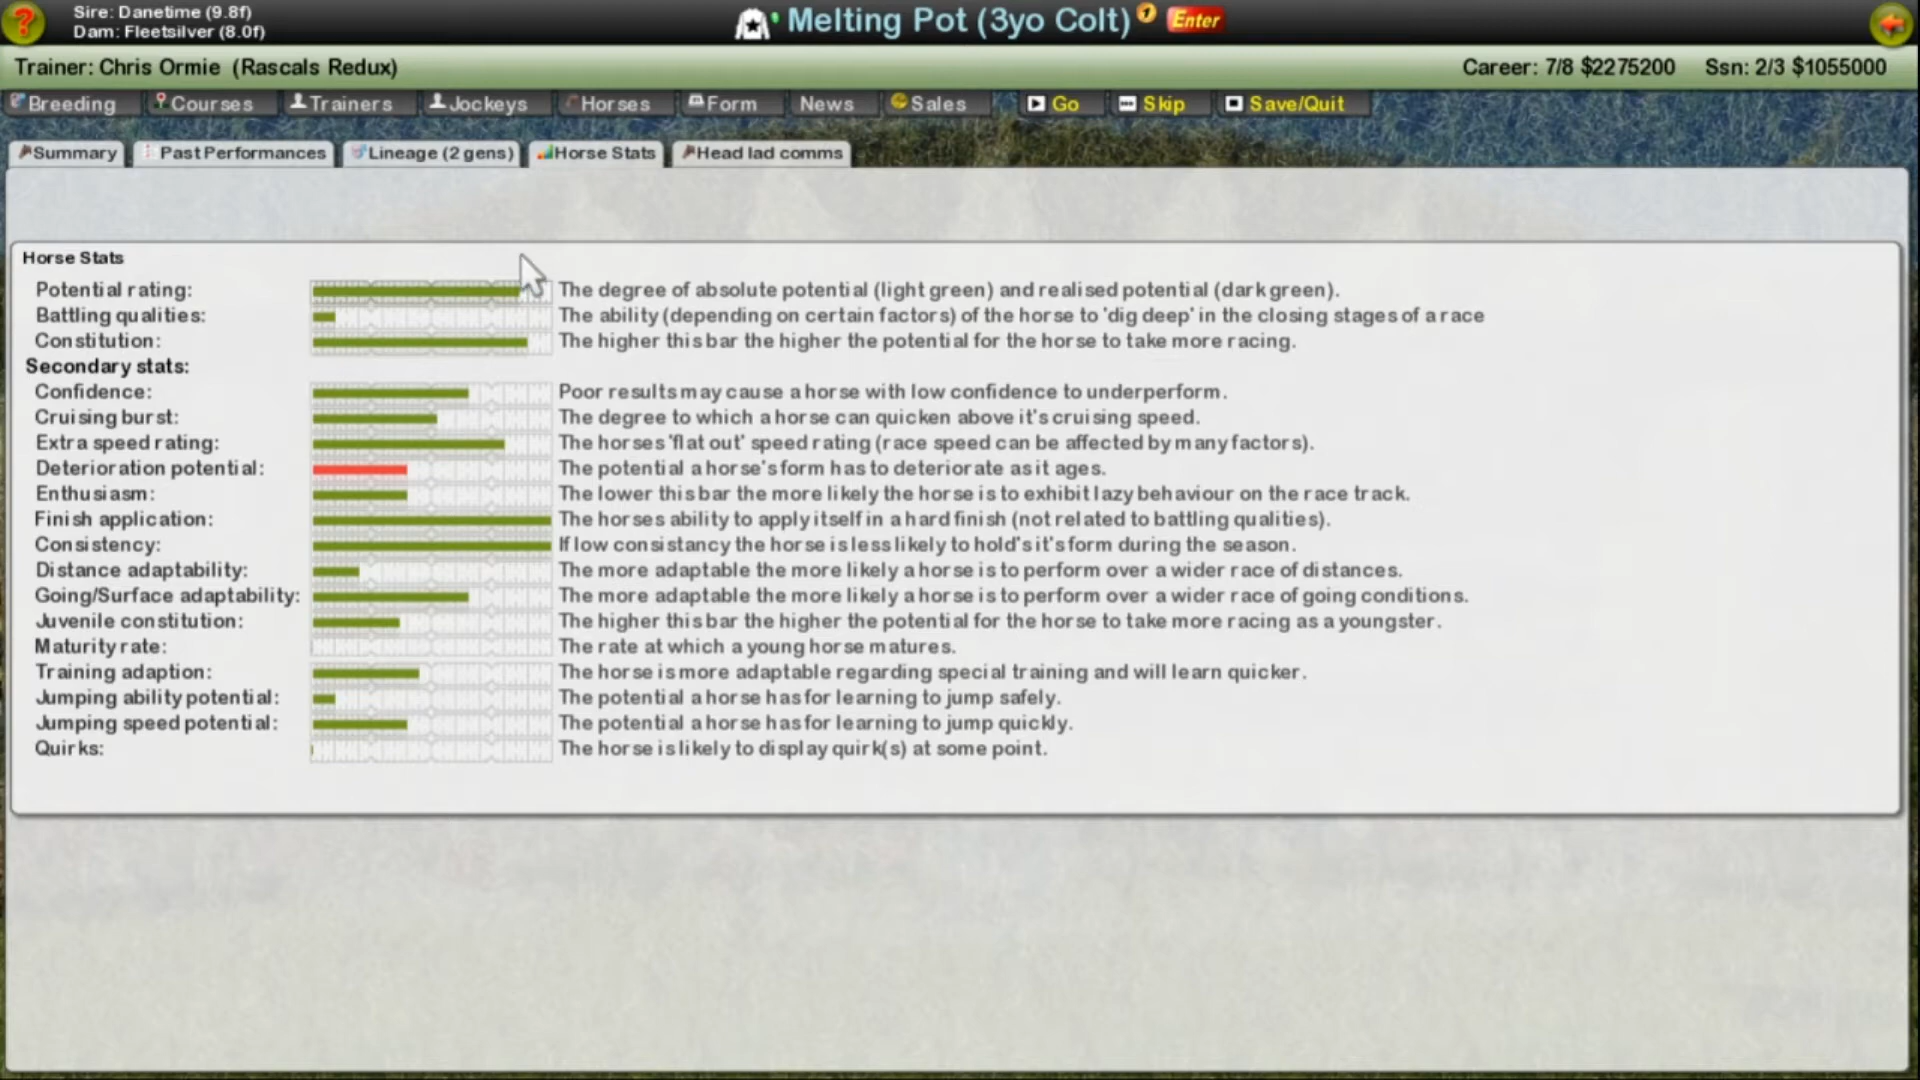 Sire: Danetime (9.8f)
Dam: Fleetsilver (8.0f)
Melting Pot (3yo Colt) 1 Enter
Trainer: Chris Ormie (Rascals Redux)
Career: 7/8 $2275200 Ssn: 2/3 $1055000
Breeding Courses Trainers Jockeys Horses Form News Sales Go Skip Save/Quit
Summary Past Performances Lineage (2 gens) Horse Stats Head lad comms
Horse Stats
Potential rating: The degree of absolute potential (light green) and realised potential (dark green).
Battling qualities: The ability (depending on certain factors) of the horse to 'dig deep' in the closing stages of a race
Constitution: The higher this bar the higher the potential for the horse to take more racing.
Secondary stats:
Confidence: Poor results may cause a horse with low confidence to underperform.
Cruising burst: The degree to which a horse can quicken above it's cruising speed.
Extra speed rating: The horses 'flat out' speed rating (race speed can be affected by many factors).
Deterioration potential: The potential a horse's form has to deteriorate as it ages.
Enthusiasm: The lower this bar the more likely the horse is to exhibit lazy behaviour on the race track.
Finish application: The horses ability to apply itself in a hard finish (not related to battling qualities).
Consistency: If low consistancy the horse is less likely to hold's it's form during the season.
Distance adaptability: The more adaptable the more likely a horse is to perform over a wider race of distances.
Going/Surface adaptability: The more adaptable the more likely a horse is to perform over a wider race of going conditions.
Juvenile constitution: The higher this bar the higher the potential for the horse to take more racing as a youngster.
Maturity rate: The rate at which a young horse matures.
Training adaption: The horse is more adaptable regarding special training and will learn quicker.
Jumping ability potential: The potential a horse has for learning to jump safely.
Jumping speed potential: The potential a horse has for learning to jump quickly.
Quirks: The horse is likely to display quirk(s) at some point.